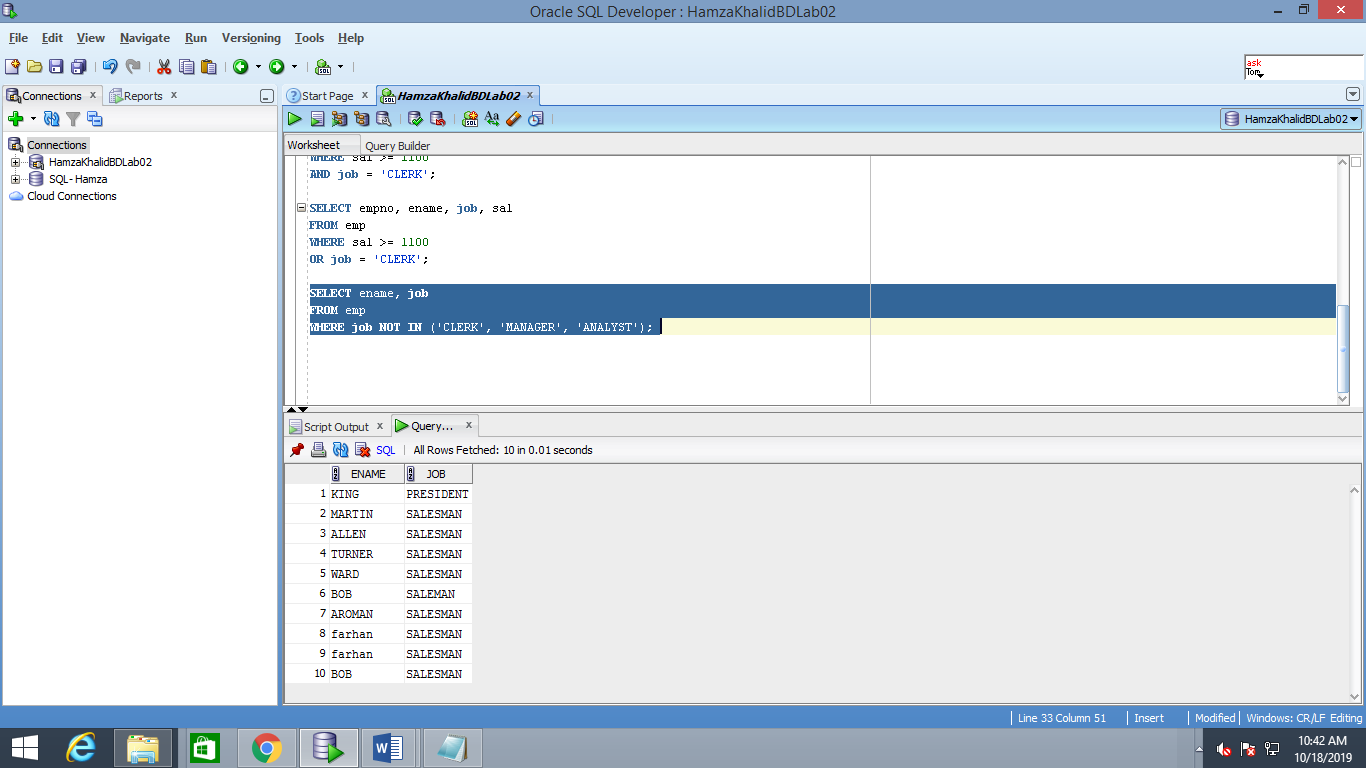 Oracle SQL Developer : HamzaKhalidBDLab02
File Edit View Navigate Run Versioning Tools Help
ask
Tom
Connections
Reports
Start Page
HamzaKhalidBDLab02
HamzaKhalidBDLab02
Connections
HamzaKhalidBDLab02
SQL- Hamza
Cloud Connections
Worksheet
Query Builder
WHERE sal >= 1100
AND job = 'CLERK';
SELECT empno, ename, job, sal
FROM emp
WHERE sal >= 1100
OR job = 'CLERK';
SELECT ename, job
FROM emp
WHERE job NOT IN ('CLERK', 'MANAGER', 'ANALYST');
Script Output
Query...
SQL
All Rows Fetched: 10 in 0.01 seconds
ENAME JOB
1 KING PRESIDENT
2 MARTIN SALESMAN
3 ALLEN SALESMAN
4 TURNER SALESMAN
5 WARD SALESMAN
6 BOB SALEMAN
7 AROMAN SALESMAN
8 farhan SALESMAN
9 farhan SALESMAN
10 BOB SALESMAN
Line 33 Column 51
Insert
Modified
Windows: CR/LF Editing
10:42 AM
10/18/2019